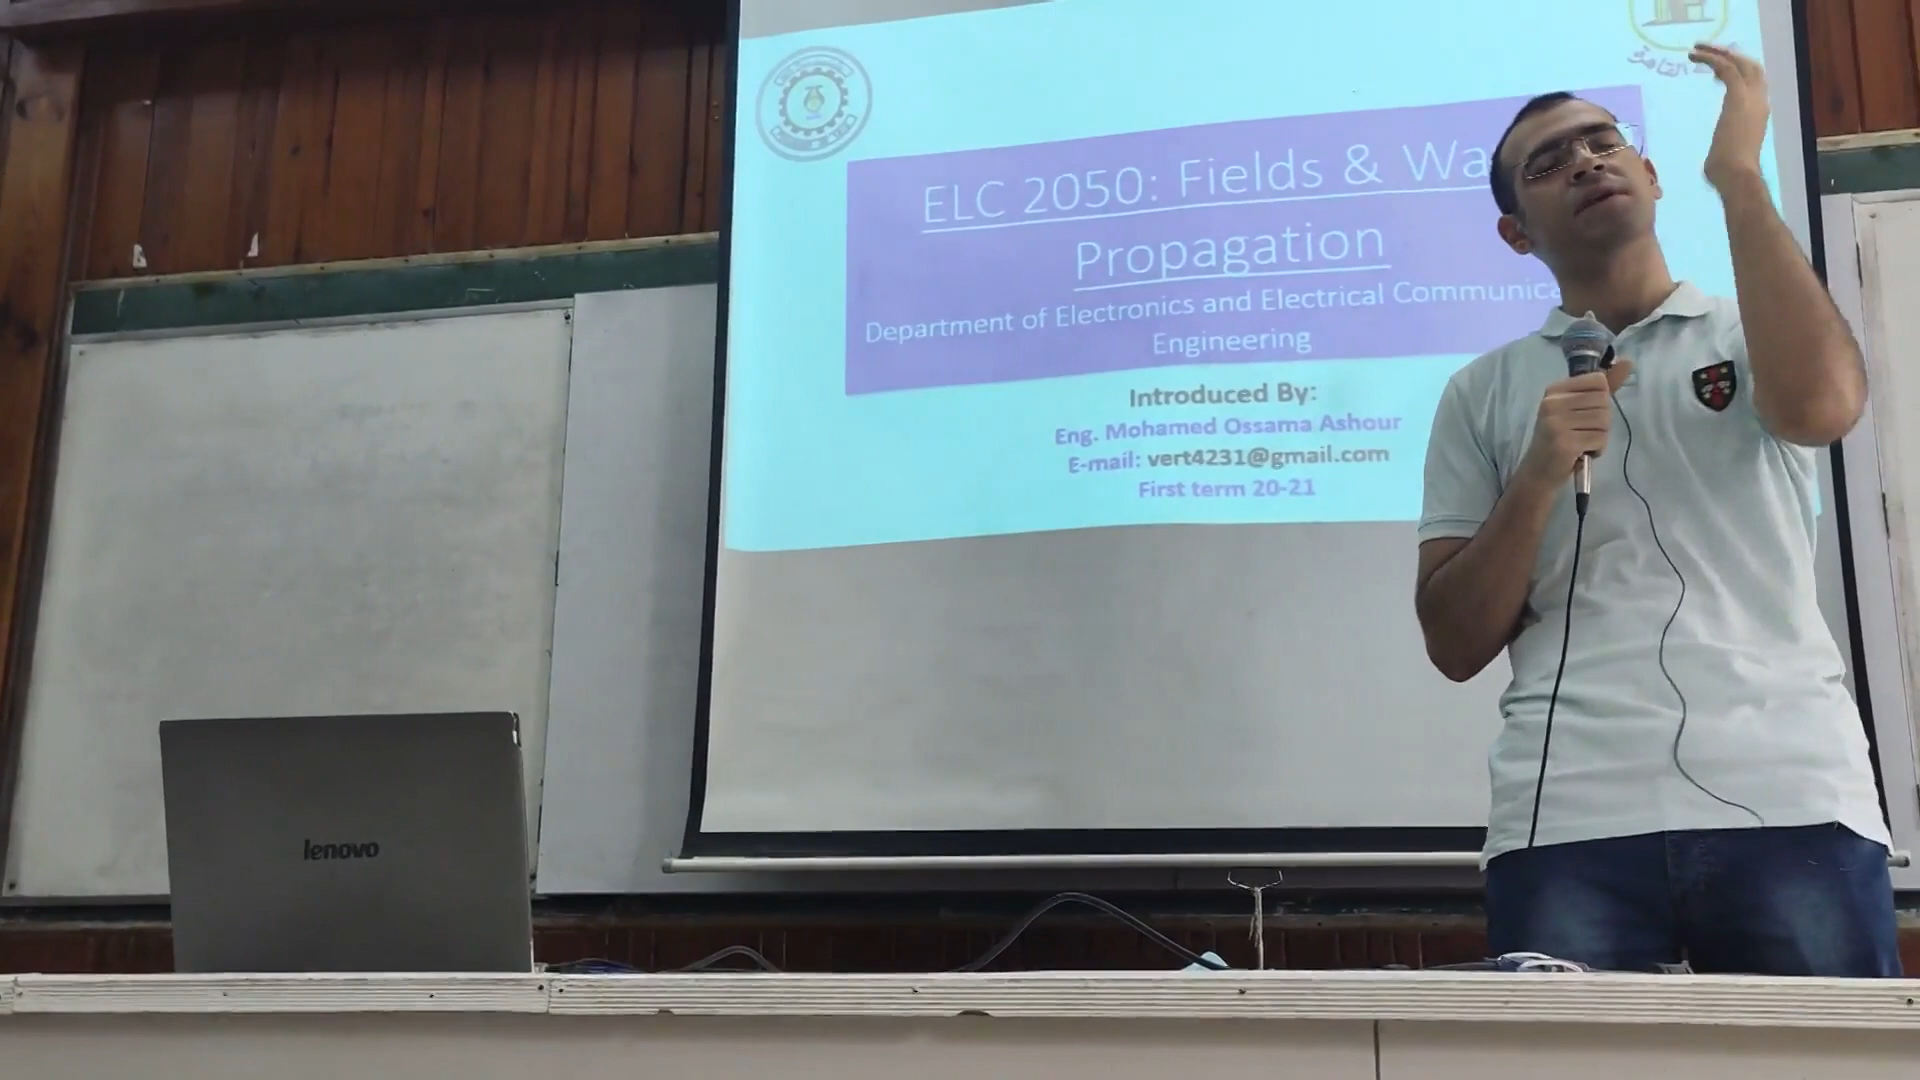 ELC 2050: Fields & Wa
Propagation
Department of Electronics and Electrical Communica
Engineering
Introduced By:
Eng. Mohamed Ossama Ashour
E-mail: vert4231@gmail.com
First term 20-21
lenovo